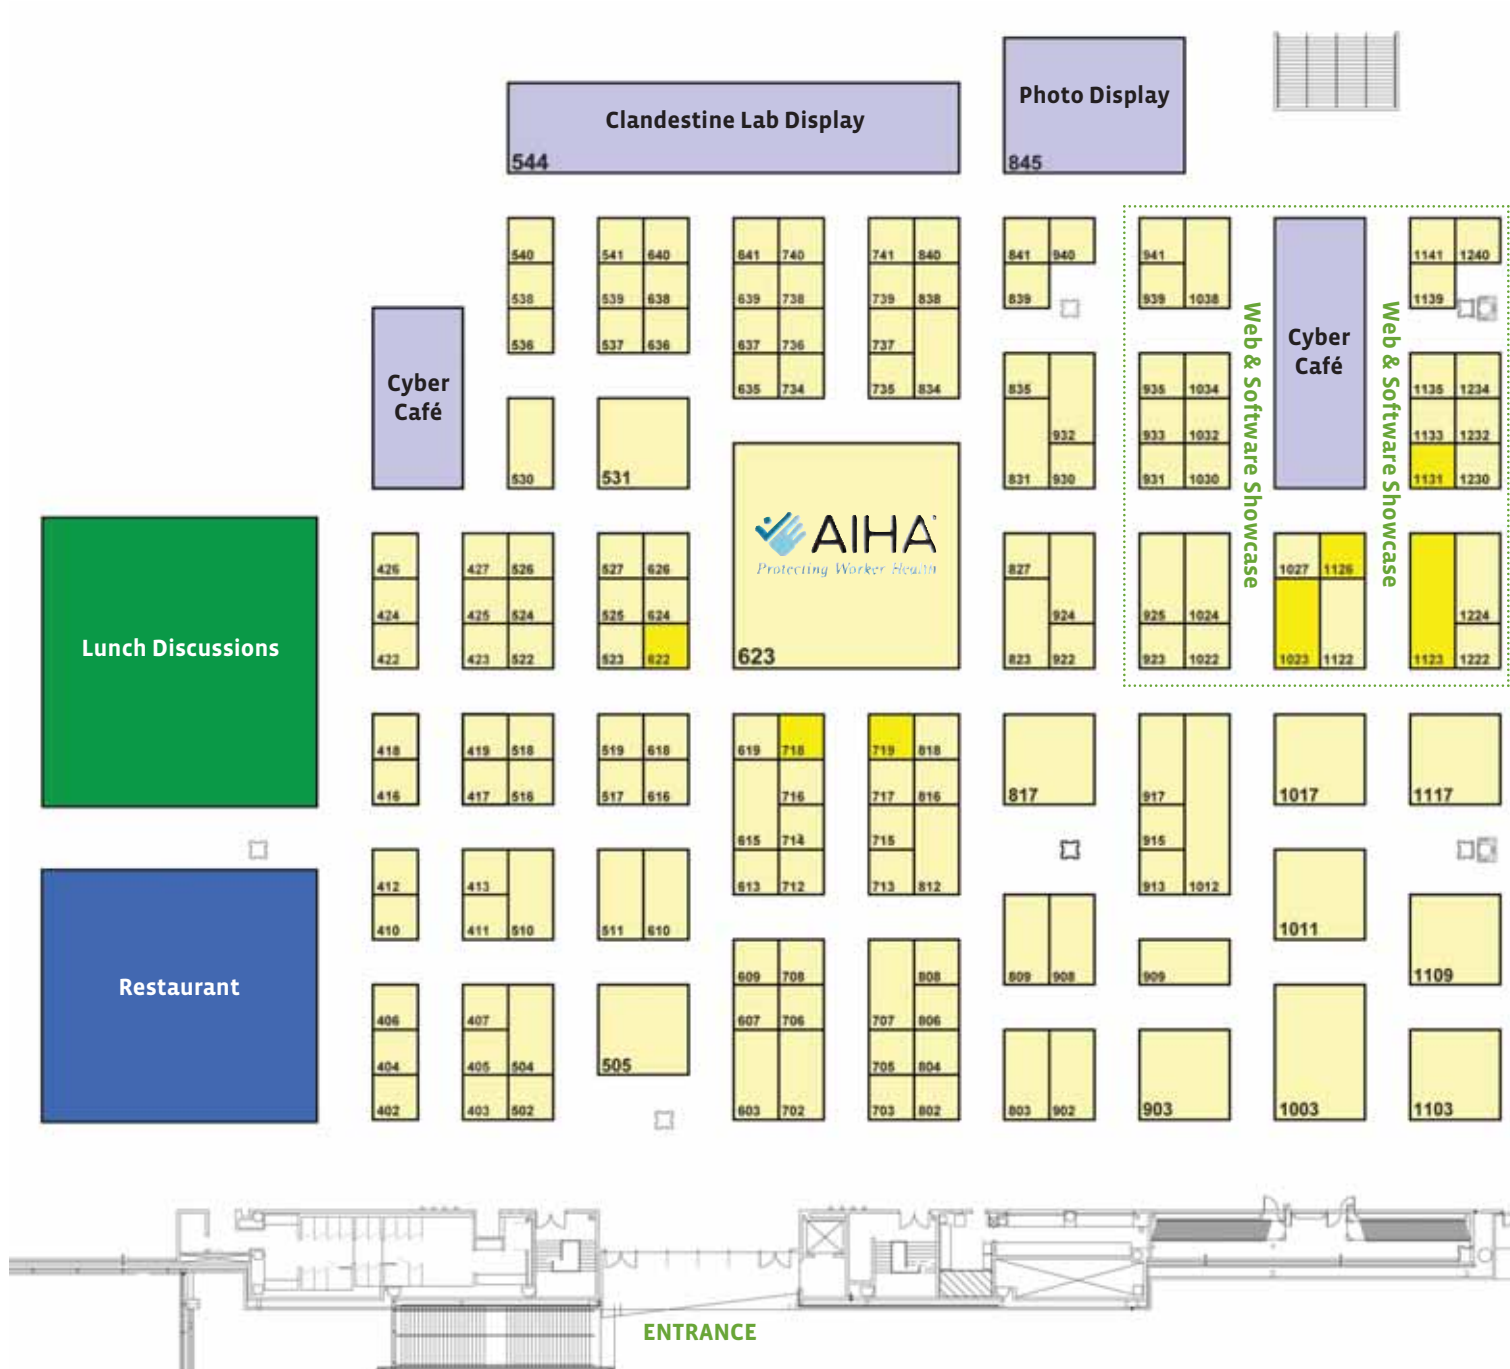 Photo Display
845
Clandestine Lab Display
544
540 541 640 641 740 741 840 841 940 941 1141 1240
538 539 638 639 738 739 838 839 939 1038 1139
536 537 636 637 736 737
635 734 735 834 835 935 1034 1135 1234
Cyber
Café
Cyber
Café
Web & Software Showcase
Web & Software Showcase
932 933 1032 1133 1232
530 531 831 930 931 1030 1131 1230
AIHA
Protecting Worker Health
623
426 427 526 527 626 827 1027 1126
424 425 524 525 624 924 925 1024 1224
422 423 522 523 622 823 922 923 1022 1023 1122 1123 1222
Lunch Discussions
418 419 518 519 618 619 718 719 818
416 417 516 517 616 716 717 816 817 917 1017 1117
615 714 715 915
412 413 613 712 713 812 913 1012
410 411 510 511 610 1011
Restaurant
609 708 808 809 908 909 1109
406 407 607 706 707 806
404 405 504 505 705 804
402 403 502 603 702 703 802 803 902 903 1003 1103
ENTRANCE